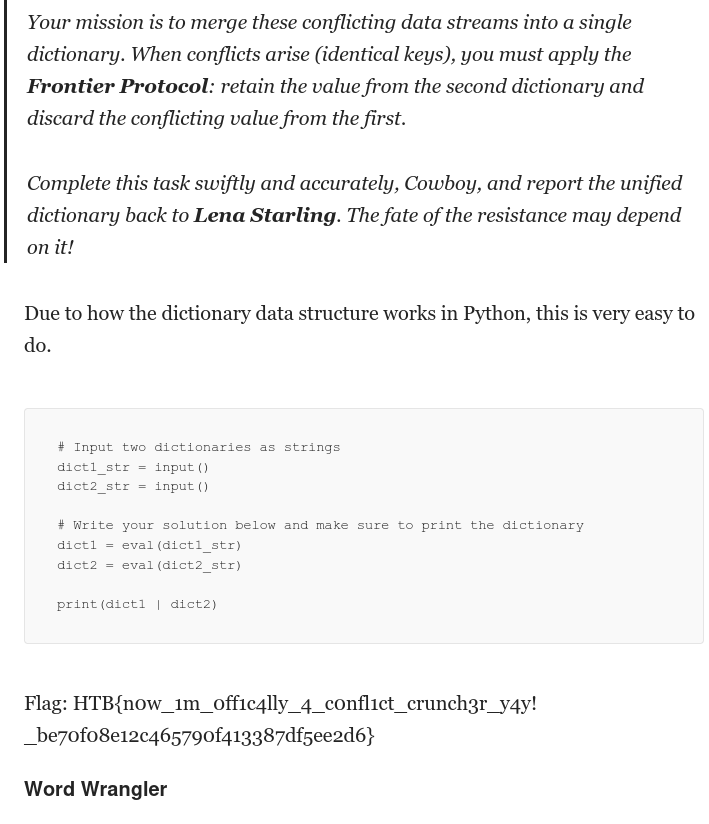 Your mission is to merge these conflicting data streams into a single
dictionary. When conflicts arise (identical keys), you must apply the
Frontier Protocol: retain the value from the second dictionary and
discard the conflicting value from the first.
Complete this task swiftly and accurately, Cowboy, and report the unified
dictionary back to Lena Starling. The fate of the resistance may depend
on it!
Due to how the dictionary data structure works in Python, this is very easy to
do.
# Input two dictionaries as strings
dict1_str = input()
dict2_str = input()
# Write your solution below and make sure to print the dictionary
dict1 = eval(dict1_str)
dict2 = eval(dict2_str)
print(dict1 | dict2)
Flag: HTB{n0w_1m_0ff1c4lly_4_c0nfl1ct_crunch3r_y4y!
_be70f08e12c465790f413387df5ee2d6}
Word Wrangler